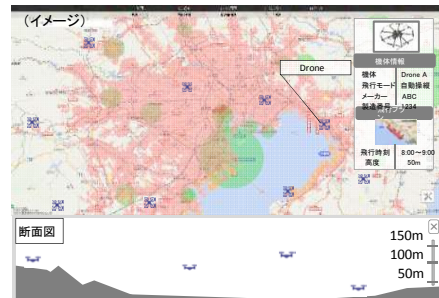 （イメージ）
Drone
機体情報
機体 Drone A
飛行モード 自動操縦
メーカー ABC
製造番号 1234
飛行時刻 8:00～9:00
高度 50m
断面図
150m
100m
50m